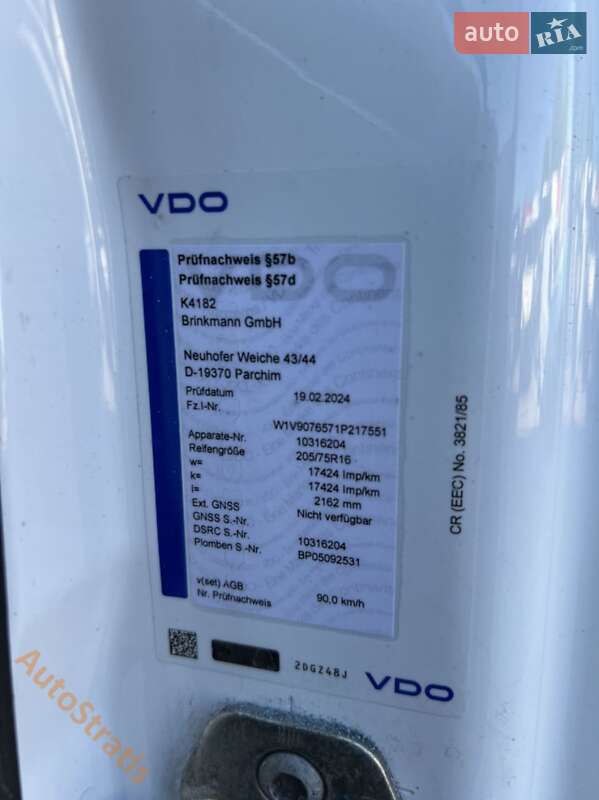 auto RIA .com
VDO
Prüfnachweis §57b
Prüfnachweis §57d
K4182
Brinkmann GmbH
Neuhofer Weiche 43/44
D-19370 Parchim
Prüfdatum 19.02.2024
Fz.I-Nr. W1V9076571P217551
Apparate-Nr. 10316204
Reifengröße 205/75R16
w= 17424 Imp/km
k= 17424 Imp/km
l= 2162 mm
Ext. GNSS Nicht verfügbar
GNSS S.-Nr.
DSRC S.-Nr. 10316204
Plomben S.-Nr. BP05092531
v(set) AGB 90.0 km/h
Nr. Prüfnachweis
CR (EEC) No. 3821/85
2DGZ48J
VDO
AutoStratis